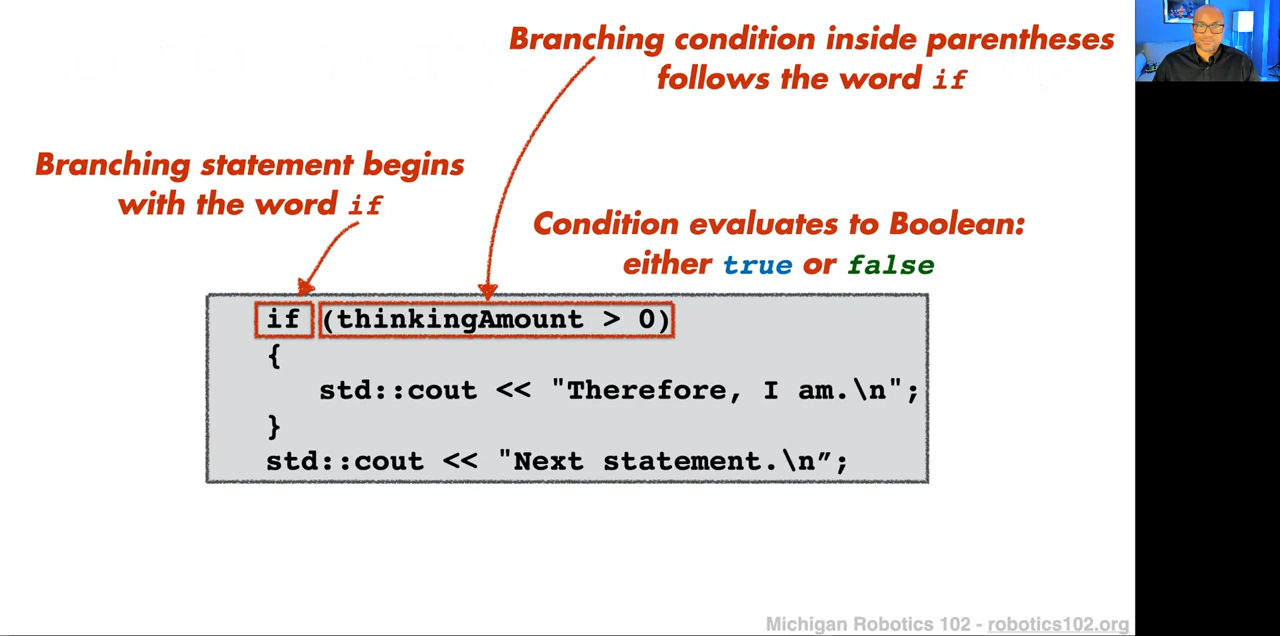 Branching condition inside parentheses
follows the word if
Branching statement begins
with the word if
Condition evaluates to Boolean:
either true or false
if (thinkingAmount > 0)
{
std::cout << "Therefore, I am.\n";
}
std::cout << "Next statement.\n”;
Michigan Robotics 102 - robotics102.org